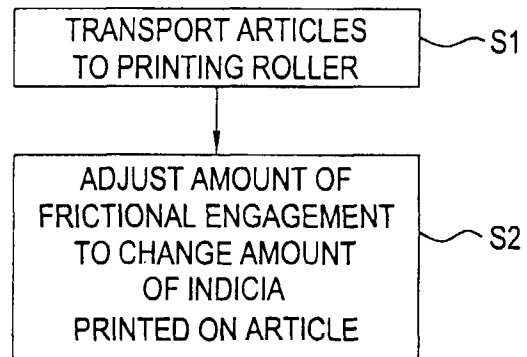 TRANSPORT ARTICLES
TO PRINTING ROLLER
S1
ADJUST AMOUNT OF
FRICTIONAL ENGAGEMENT
TO CHANGE AMOUNT
OF INDICIA
PRINTED ON ARTICLE
S2